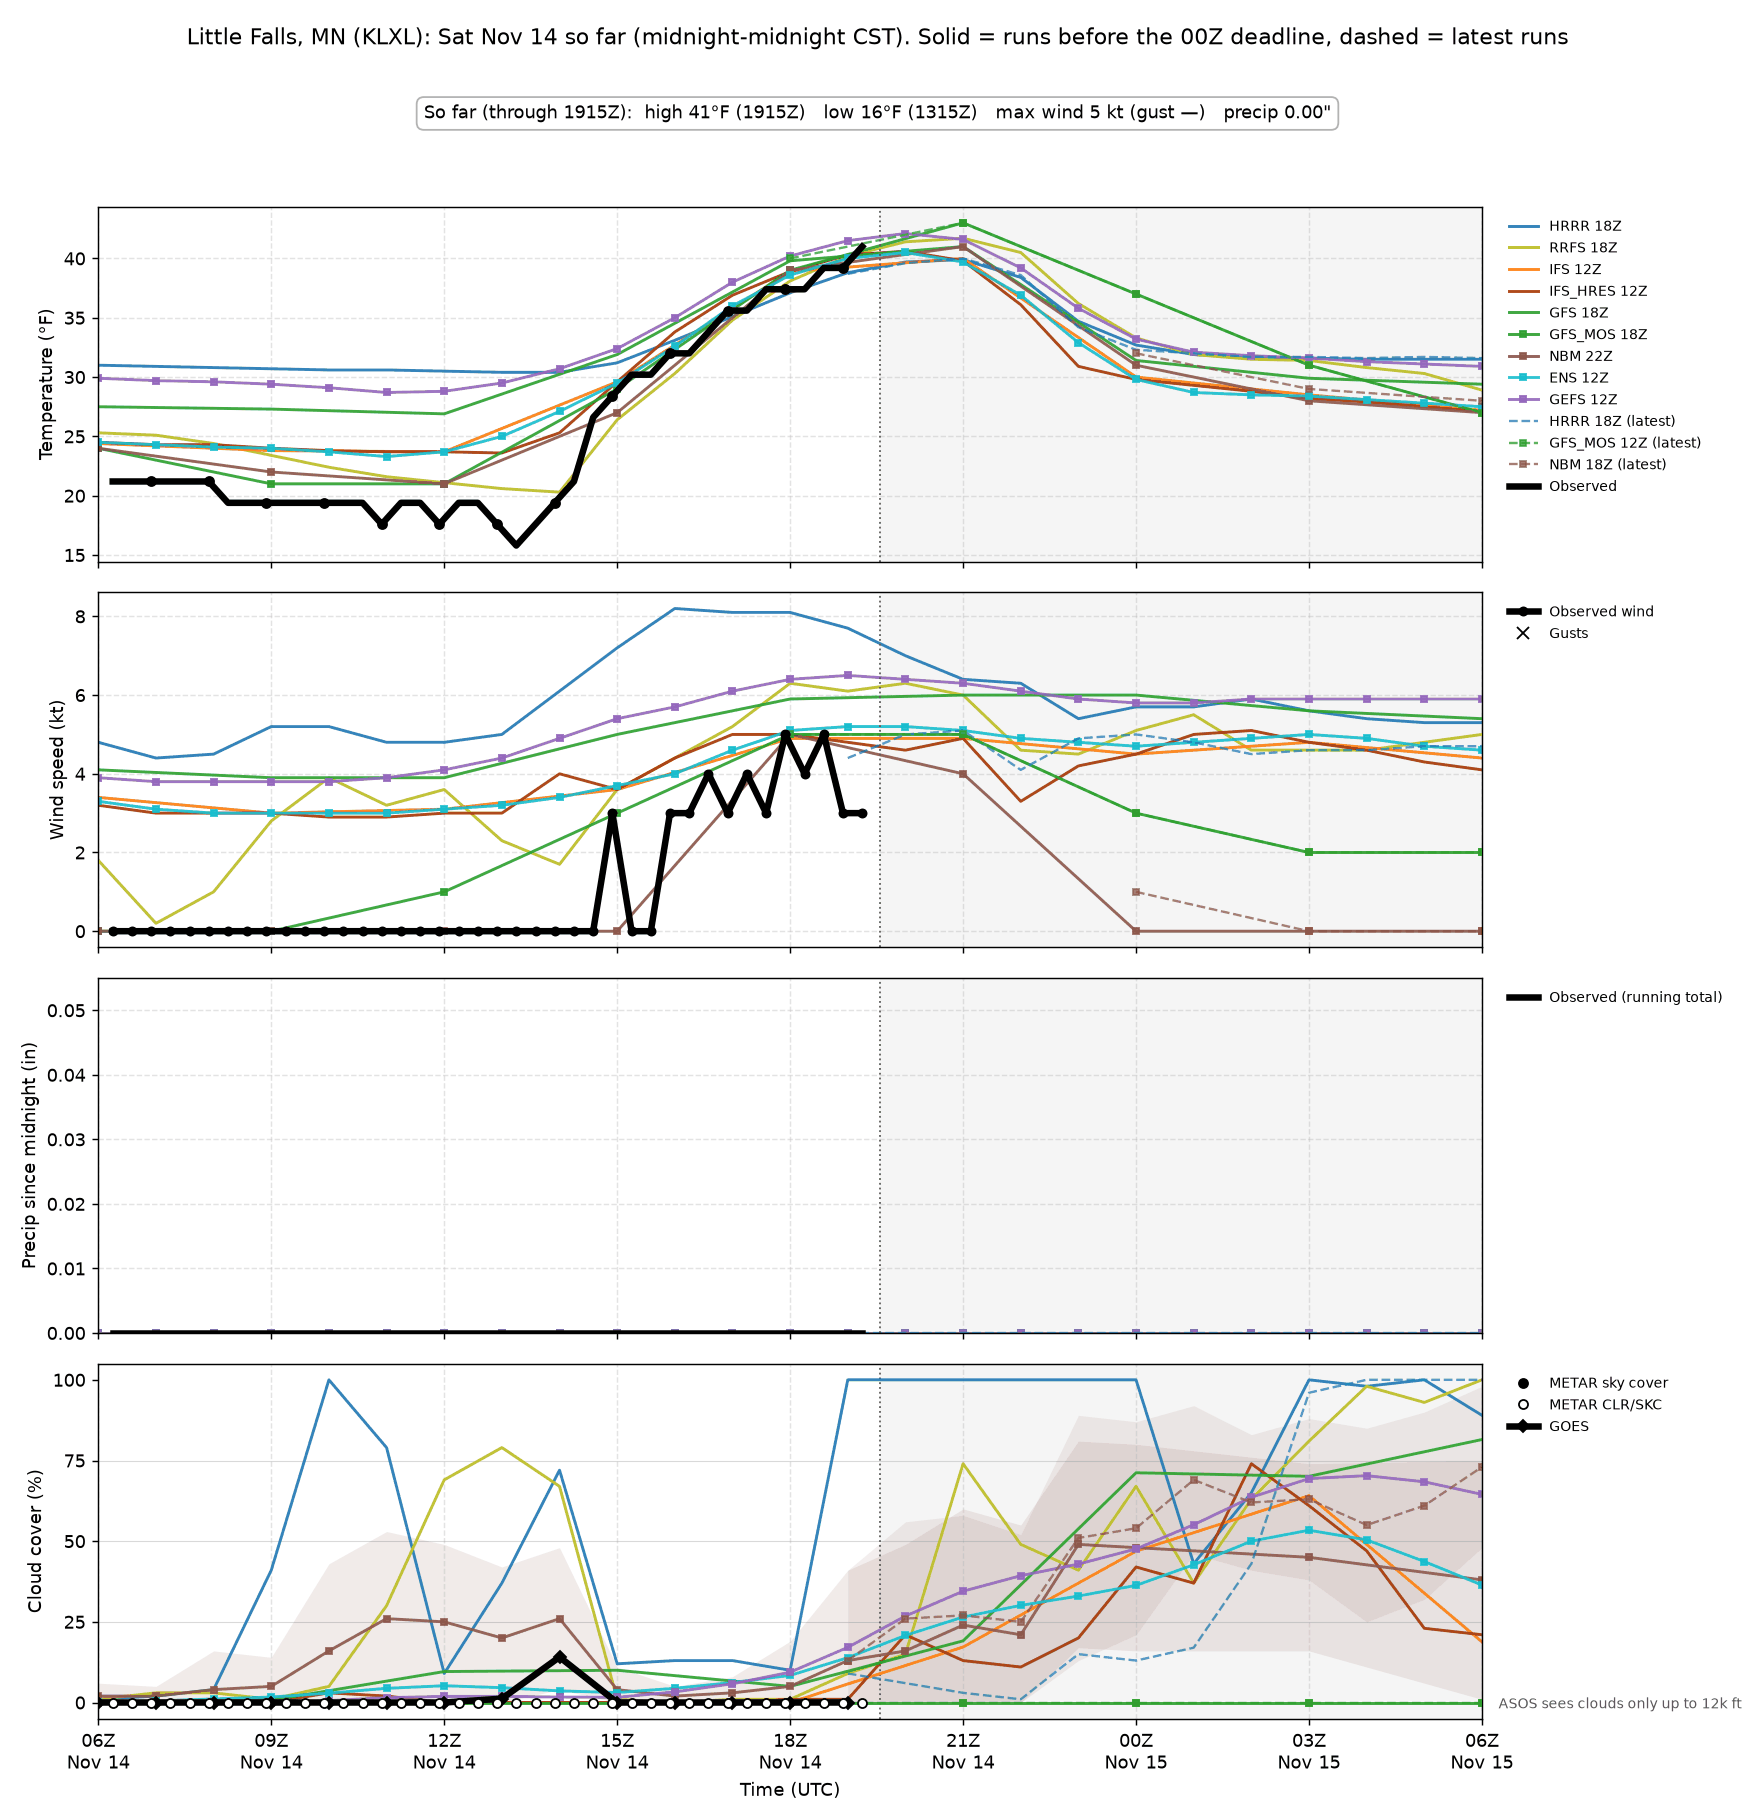 Little Falls, MN (KLXL): Sat Nov 14 so far (midnight-midnight CST). Solid = runs before the 00Z deadline, dashed = latest runs
So far (through 1915Z):  high 41°F (1915Z)   low 16°F (1315Z)   max wind 5 kt (gust —)   precip 0.00"
Temperature (°F)
40
35
30
25
20
15
HRRR 18Z
RRFS 18Z
IFS 12Z
IFS_HRES 12Z
GFS 18Z
GFS_MOS 18Z
NBM 22Z
ENS 12Z
GEFS 12Z
HRRR 18Z (latest)
GFS_MOS 12Z (latest)
NBM 18Z (latest)
Observed
Wind speed (kt)
8
6
4
2
0
Observed wind
Gusts
Precip since midnight (in)
0.05
0.04
0.03
0.02
0.01
0.00
Observed (running total)
Cloud cover (%)
100
75
50
25
0
METAR sky cover
METAR CLR/SKC
GOES
ASOS sees clouds only up to 12k ft
06Z
Nov 14
09Z
Nov 14
12Z
Nov 14
15Z
Nov 14
18Z
Nov 14
21Z
Nov 14
00Z
Nov 15
03Z
Nov 15
06Z
Nov 15
Time (UTC)